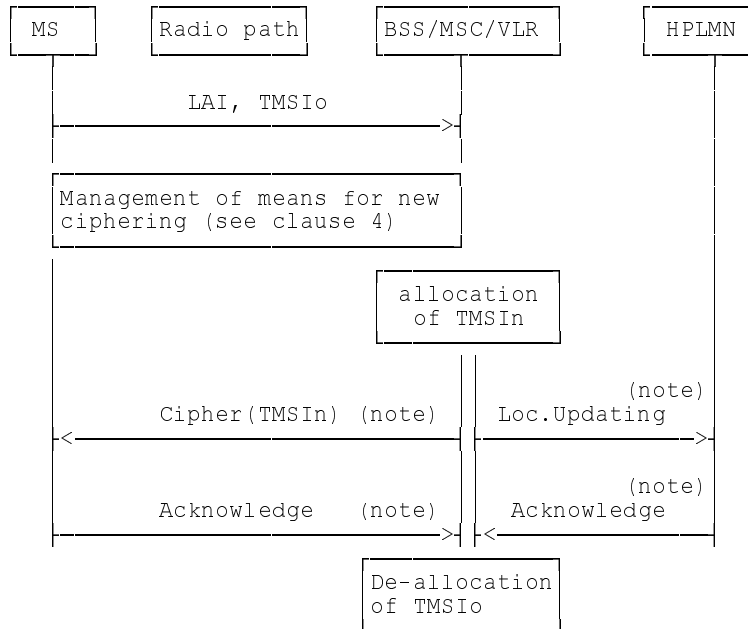 MS Radio path BSS/MSC/VLR HPLMN
LAI, TMSIo
Management of means for new
ciphering (see clause 4)
allocation
of TMSIn
(note)
Cipher(TMSIn) (note) Loc.Updating
(note)
Acknowledge (note) Acknowledge
De-allocation
of TMSIo